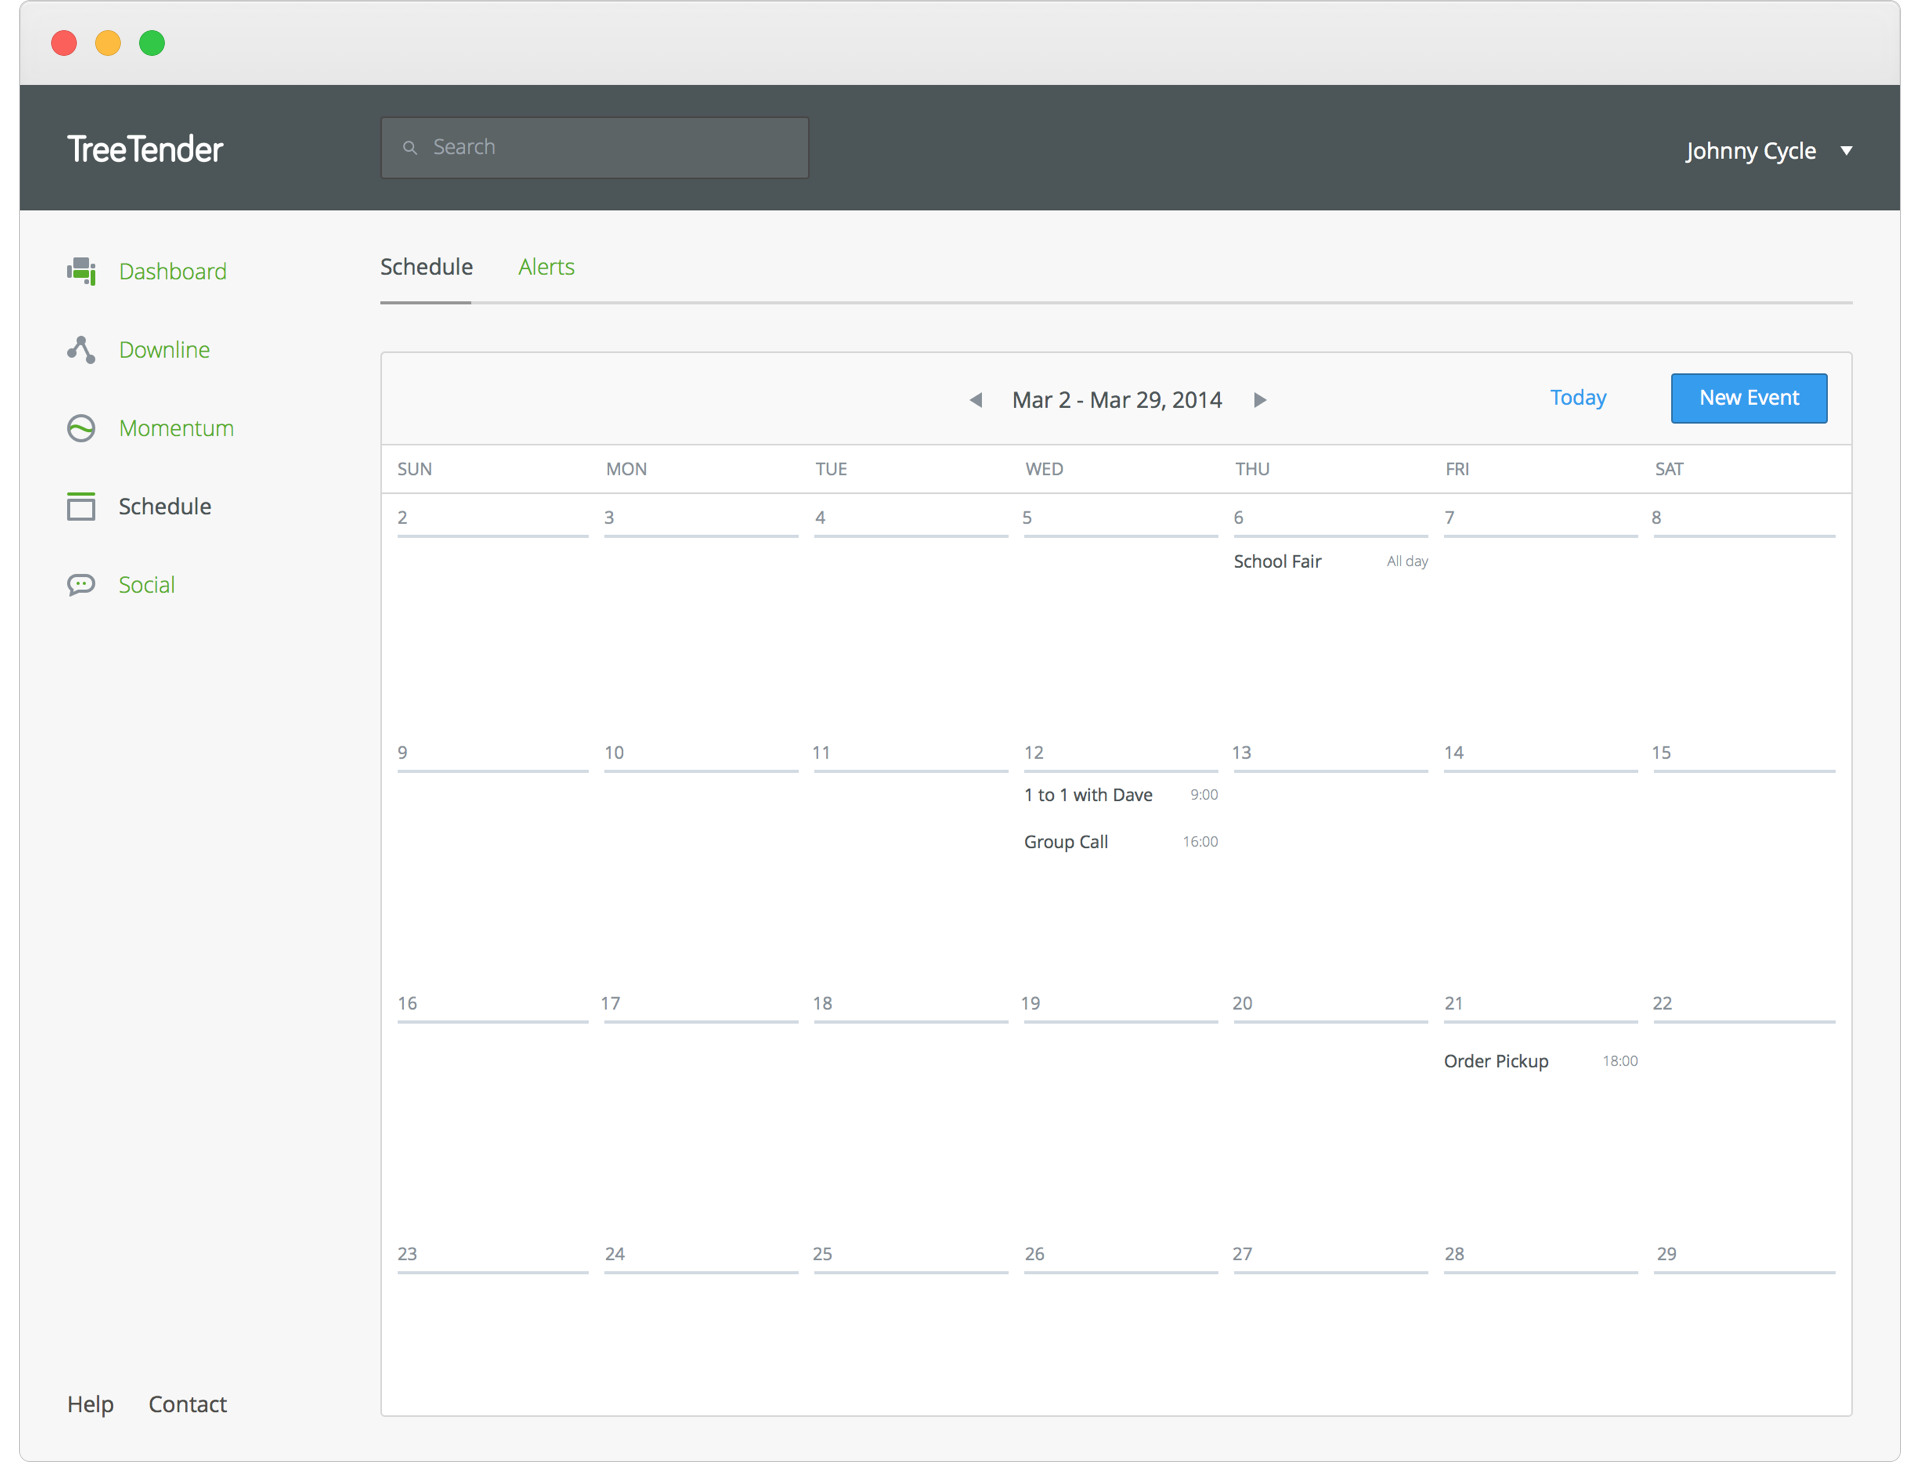 TreeTender
Search
Johnny Cycle
Dashboard
Downline
Momentum
Schedule
Social
Schedule Alerts
Mar 2 - Mar 29, 2014
Today
New Event
SUN MON TUE WED THU FRI SAT
2 3 4 5 6 7 8
School Fair All day
9 10 11 12 13 14 15
1 to 1 with Dave 9:00
Group Call 16:00
16 17 18 19 20 21 22
Order Pickup 18:00
23 24 25 26 27 28 29
Help Contact